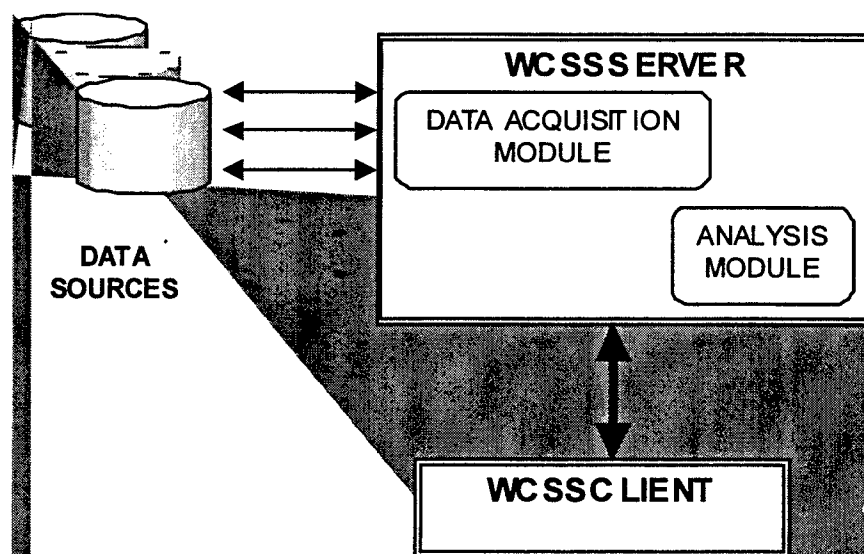 WCSSSERVER
DATA ACQUISITION
MODULE
ANALYSIS
MODULE
DATA
SOURCES
WCSSCLIENT